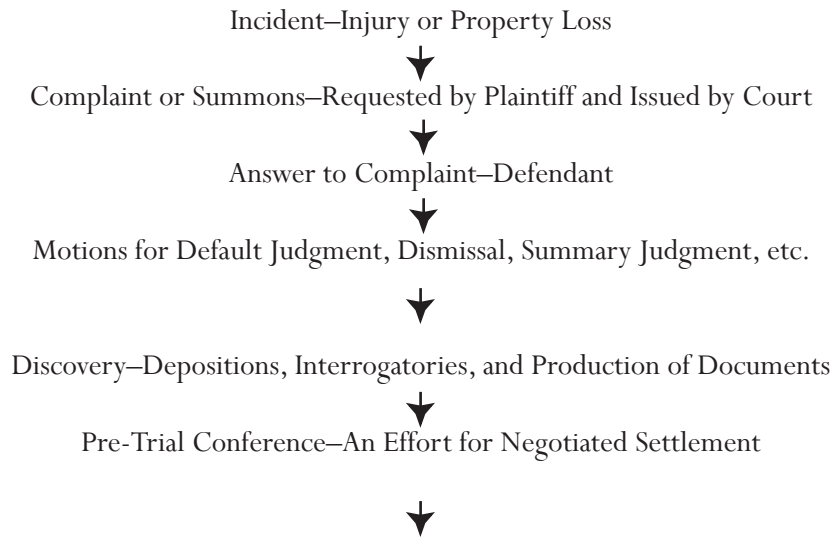 Incident–Injury or Property Loss
Complaint or Summons–Requested by Plaintiff and Issued by Court
Answer to Complaint–Defendant
Motions for Default Judgment, Dismissal, Summary Judgment, etc.
Discovery–Depositions, Interrogatories, and Production of Documents
Pre-Trial Conference–An Effort for Negotiated Settlement